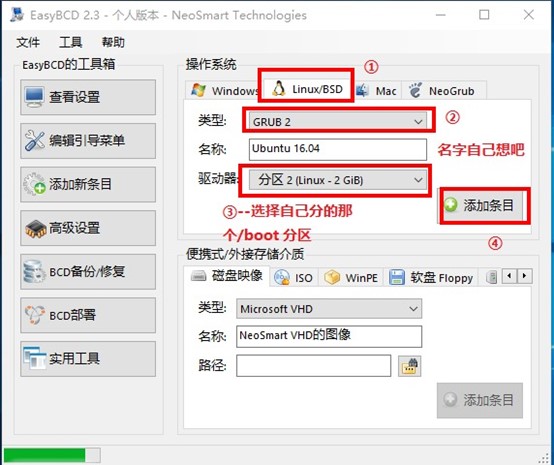 EasyBCD 2.3 - 个人版本 - NeoSmart Technologies
文件 工具 帮助
EasyBCD的工具箱
查看设置
编辑引导菜单
添加新条目
高级设置
BCD备份/修复
BCD部署
实用工具
操作系统
①
Windows Linux/BSD Mac NeoGrub
类型: GRUB 2 ②
名称: Ubuntu 16.04 名字自己想吧
驱动器: 分区 2 (Linux - 2 GiB)
添加条目
③--选择自己分的那
个/boot 分区
④
便携式/外接存储介质
磁盘映像 ISO WinPE 软盘 Floppy
类型: Microsoft VHD
名称: NeoSmart VHD的图像
路径:
添加条目